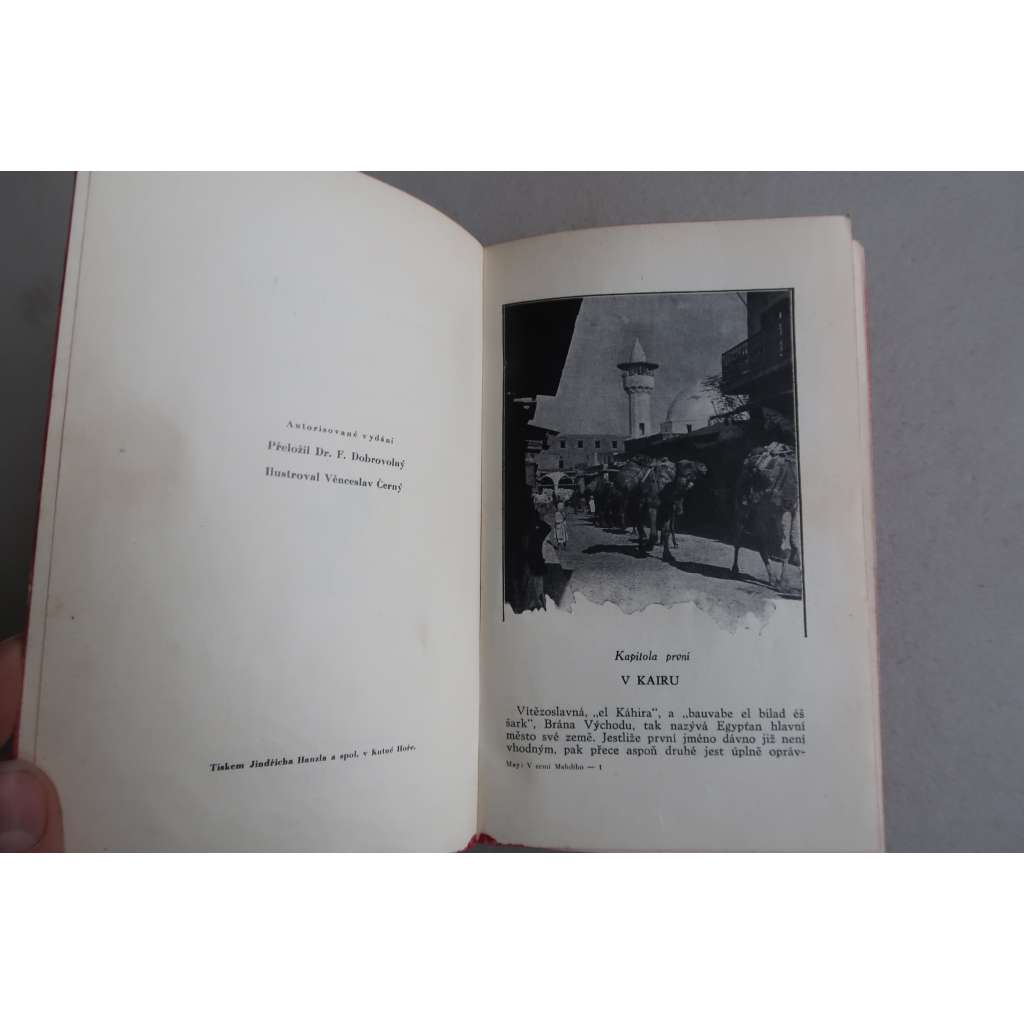 Autorisované vydání
Přeložil Dr. F. Dobrovolný
Ilustroval Věnceslav Černý
Tiskem Jindřicha Hanzla a spol. v Kutné Hoře.
Kapitola první
V KAIRU
Vítězoslavná, „el Káhira“, a „bauvabe el bilad éš
šark“, Brána Východu, tak nazývá Egypťan hlavní
město své země. Jestliže první jméno dávno již není
vhodným, pak přece aspoň druhé jest úplně opráv-
May: V zemi Mahdiho — 1